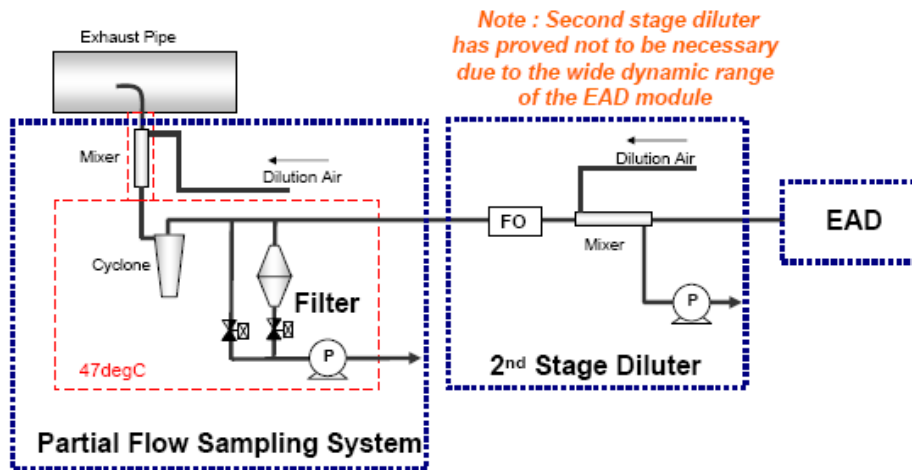 Note : Second stage diluter
has proved not to be necessary
due to the wide dynamic range
of the EAD module
Exhaust Pipe
Mixer
Dilution Air
Cyclone
Filter
P
47degC
Partial Flow Sampling System
Dilution Air
FO
Mixer
P
2nd Stage Diluter
EAD